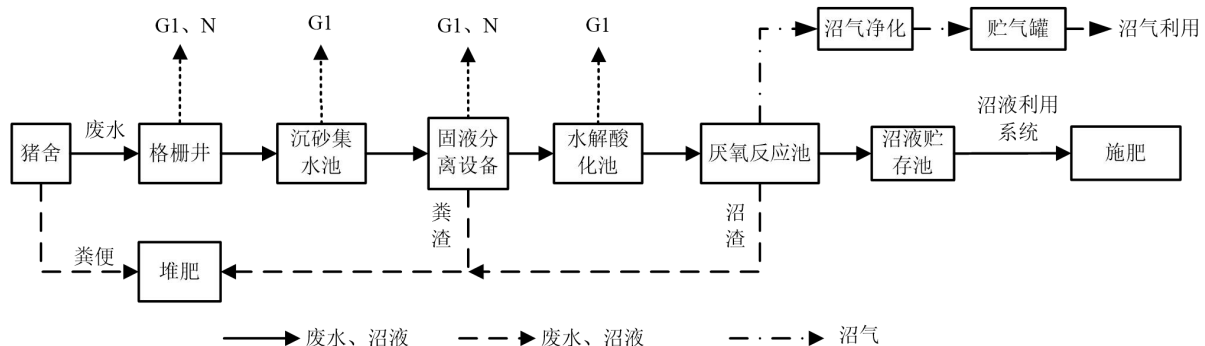 G1、N
G1
G1、N
G1
沼气净化
贮气罐
沼气利用
猪舍
废水
格栅井
沉砂集
水池
固液分
离设备
水解酸
化池
厌氧反应池
沼液贮
存池
沼液利用
系统
施肥
粪便
堆肥
粪
渣
沼
渣
废水、沼液
废水、沼液
沼气